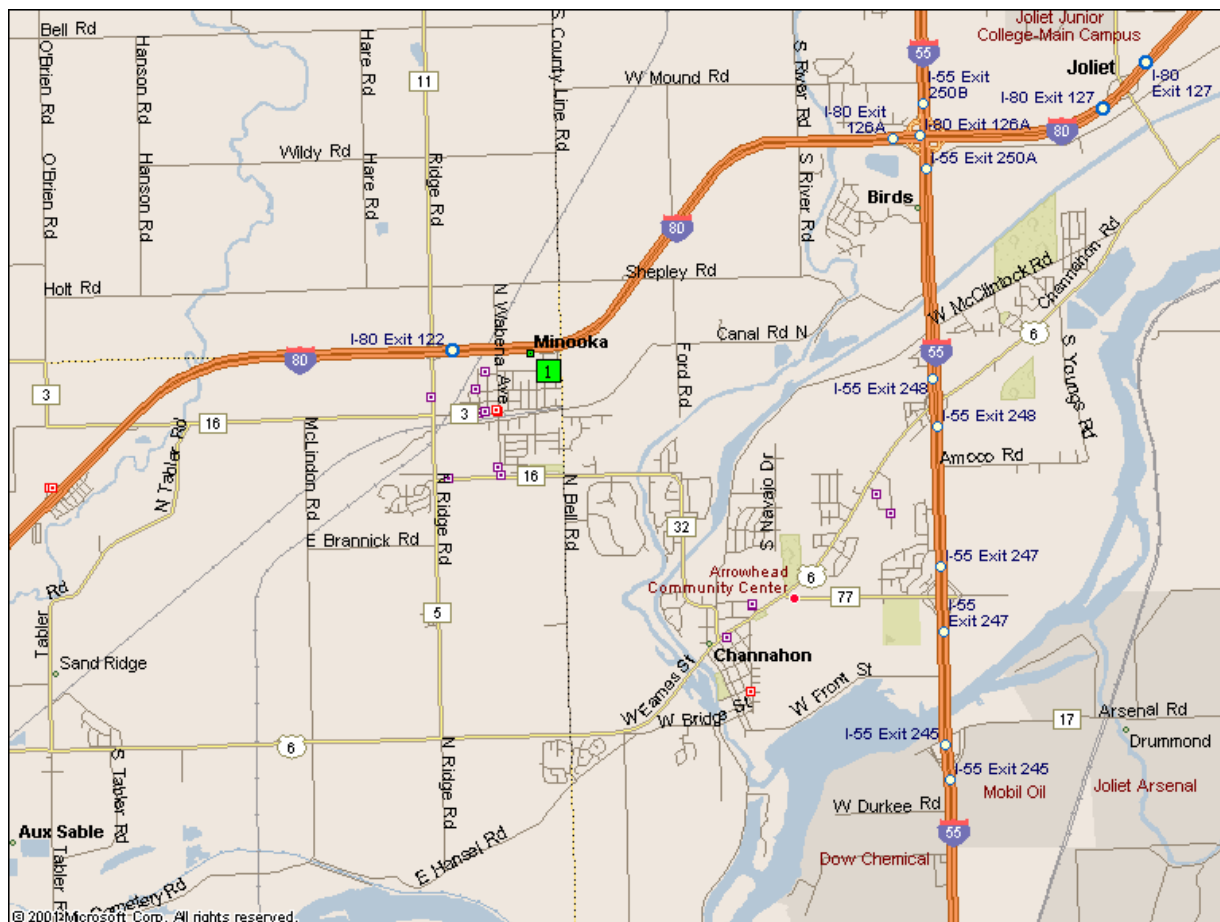 Bell Rd
O'Brien Rd
Hanson Rd
Hare Rd
11
S County Line Rd
W Mound Rd
S River Rd
55
Joliet Junior
College-Main Campus
Joliet
I-55 Exit
250B
I-80 Exit 127
I-80
Exit 127
I-80 Exit
126A
I-80 Exit 126A
80
I-55 Exit 250A
Wildy Rd
O'Brien Rd
Hanson Rd
Hare Rd
Ridge Rd
S River Rd
Birds
80
Shepley Rd
Holt Rd
N Wabena Ave
W McClintock Rd
Channahon Rd
6
Canal Rd N
I-80 Exit 122
Minooka
80
1
Ford Rd
55
S Youngs Rd
3
I-55 Exit 248
16
3
I-55 Exit 248
N Tabler Rd
McLindon Rd
Amoco Rd
N Ridge Rd
16
N Bell Rd
S Navajo Dr
32
E Brannick Rd
I-55 Exit 247
Arrowhead
Community Center
6
77
Rd
Tabler
5
I-55
Exit 247
Sand Ridge
Channahon
W Eames St
W Front St
W Bridge St
17
Arsenal Rd
6
I-55 Exit 245
Drummond
S Tabler Rd
N Ridge Rd
I-55 Exit 245
Mobil Oil
Joliet Arsenal
W Durkee Rd
Aux Sable
55
Tabler R
E Hansel Rd
Dow Chemical
Cemetery Rd
© 2001 Microsoft Corp. All rights reserved.